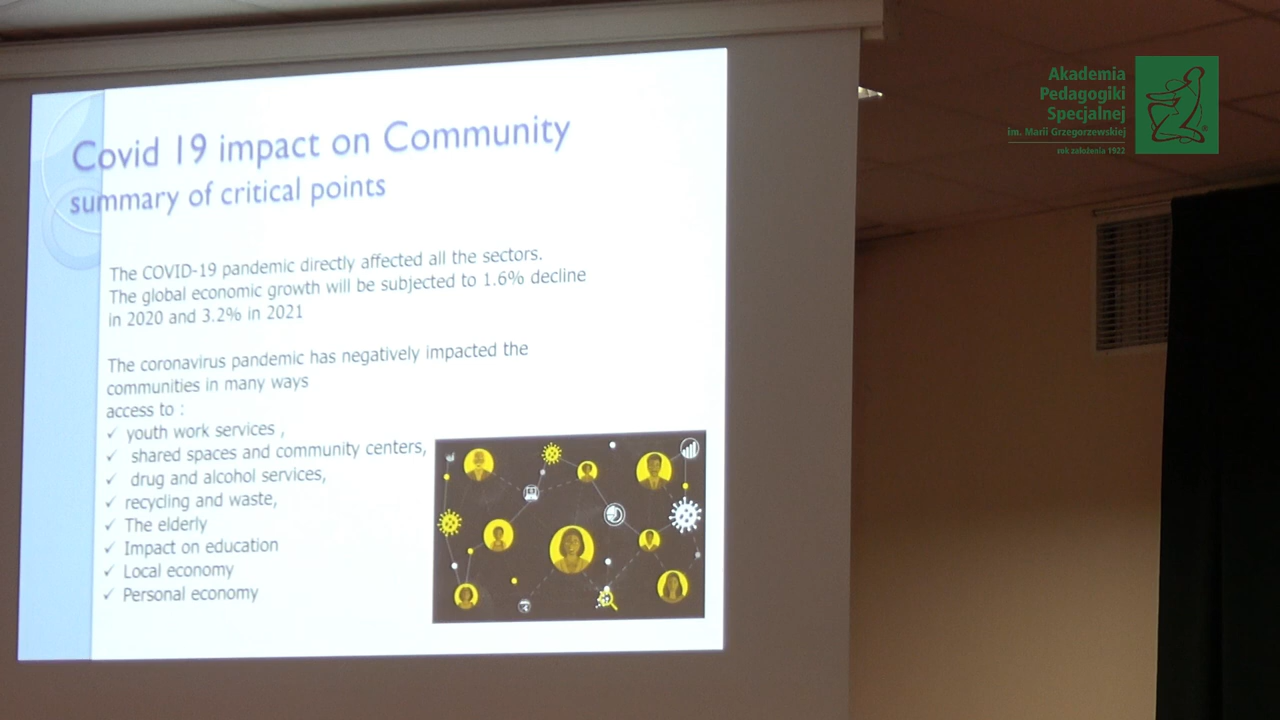 Covid 19 impact on Community
summary of critical points
The COVID-19 pandemic directly affected all the sectors.
The global economic growth will be subjected to 1.6% decline
in 2020 and 3.2% in 2021
The coronavirus pandemic has negatively impacted the
communities in many ways
access to :
✓ youth work services ,
✓ shared spaces and community centers,
✓ drug and alcohol services,
✓ recycling and waste,
✓ The elderly
✓ Impact on education
✓ Local economy
✓ Personal economy
Akademia
Pedagogiki
Specjalnej
im. Marii Grzegorzewskiej
rok założenia 1922